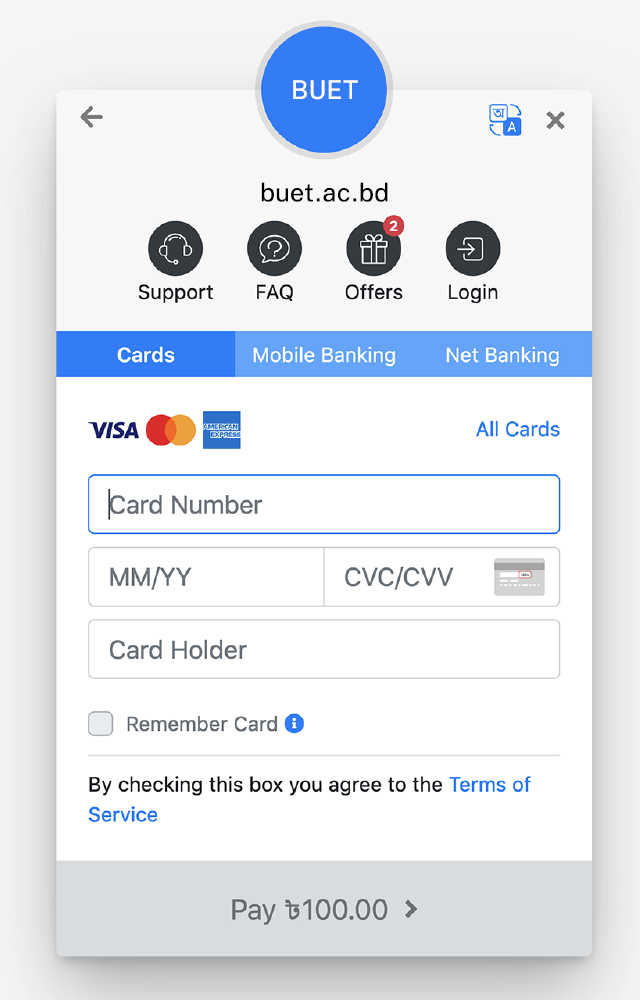 BUET
অ
A
buet.ac.bd
2
Support FAQ Offers Login
Cards Mobile Banking Net Banking
VISA AMERICAN EXPRESS All Cards
Card Number
MM/YY CVC/CVV
Card Holder
Remember Card
By checking this box you agree to the Terms of
Service
Pay ৳100.00